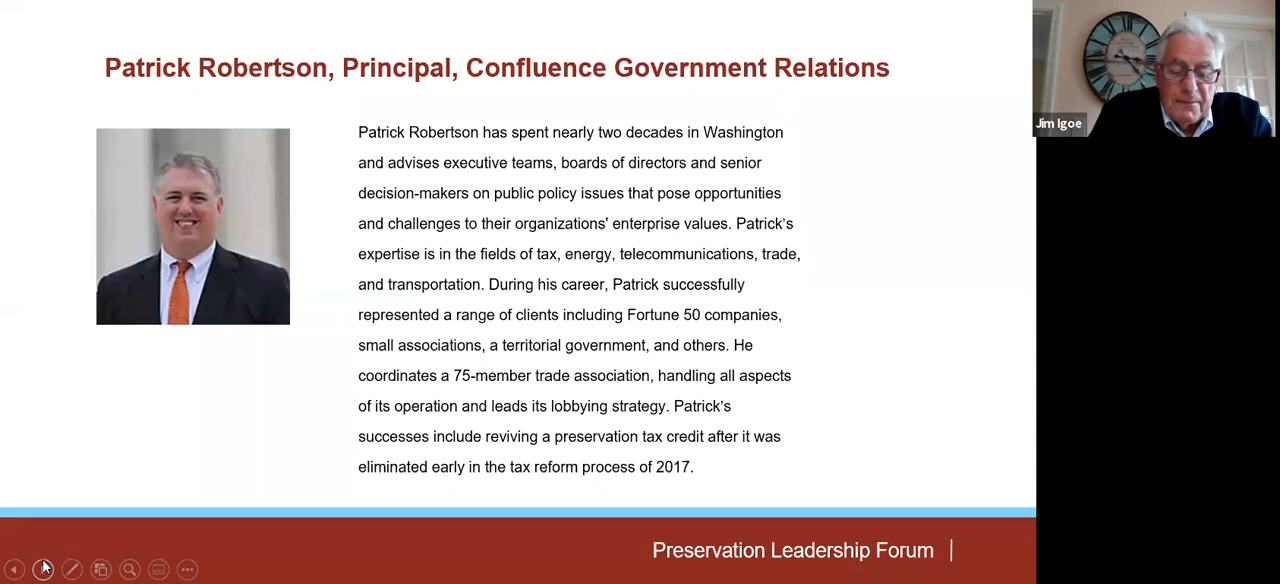 Patrick Robertson, Principal, Confluence Government Relations
Patrick Robertson has spent nearly two decades in Washington
and advises executive teams, boards of directors and senior
decision-makers on public policy issues that pose opportunities
and challenges to their organizations' enterprise values. Patrick's
expertise is in the fields of tax, energy, telecommunications, trade,
and transportation. During his career, Patrick successfully
represented a range of clients including Fortune 50 companies,
small associations, a territorial government, and others. He
coordinates a 75-member trade association, handling all aspects
of its operation and leads its lobbying strategy. Patrick's
successes include reviving a preservation tax credit after it was
eliminated early in the tax reform process of 2017.
Preservation Leadership Forum
Jim Igoe